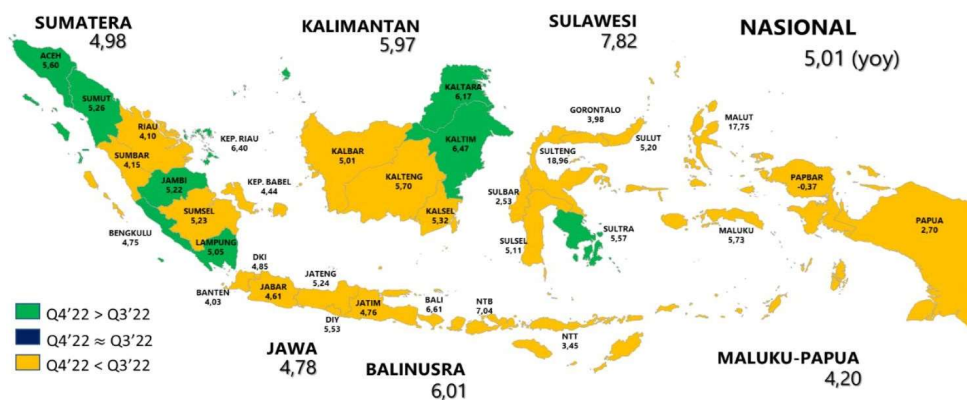 SUMATERA
4,98
KALIMANTAN
5,97
SULAWESI
7,82
NASIONAL
5,01 (yoy)
ACEH
5,60
SUMUT
5,26
RIAU
4,10
KEP. RIAU
6,40
SUMBAR
4,15
JAMBI
5,22
KEP. BABEL
4,44
SUMSEL
5,23
BENGKULU
4,75
LAMPUNG
5,05
KALTARA
6,17
KALTIM
6,47
KALBAR
5,01
KALTENG
5,70
KALSEL
5,32
GORONTALO
3,98
SULUT
5,20
SULTENG
18,96
SULBAR
2,53
SULSEL
5,11
SULTRA
5,57
MALUT
17,75
PAPBAR
-0,37
MALUKU
5,73
PAPUA
2,70
DKI
4,85
BANTEN
4,03
JABAR
4,61
JATENG
5,24
DIY
5,53
JATIM
4,76
BALI
6,61
NTB
7,04
NTT
3,45
Q4'22 > Q3'22
Q4'22 ≈ Q3'22
Q4'22 < Q3'22
JAWA
4,78
BALINUSRA
6,01
MALUKU-PAPUA
4,20